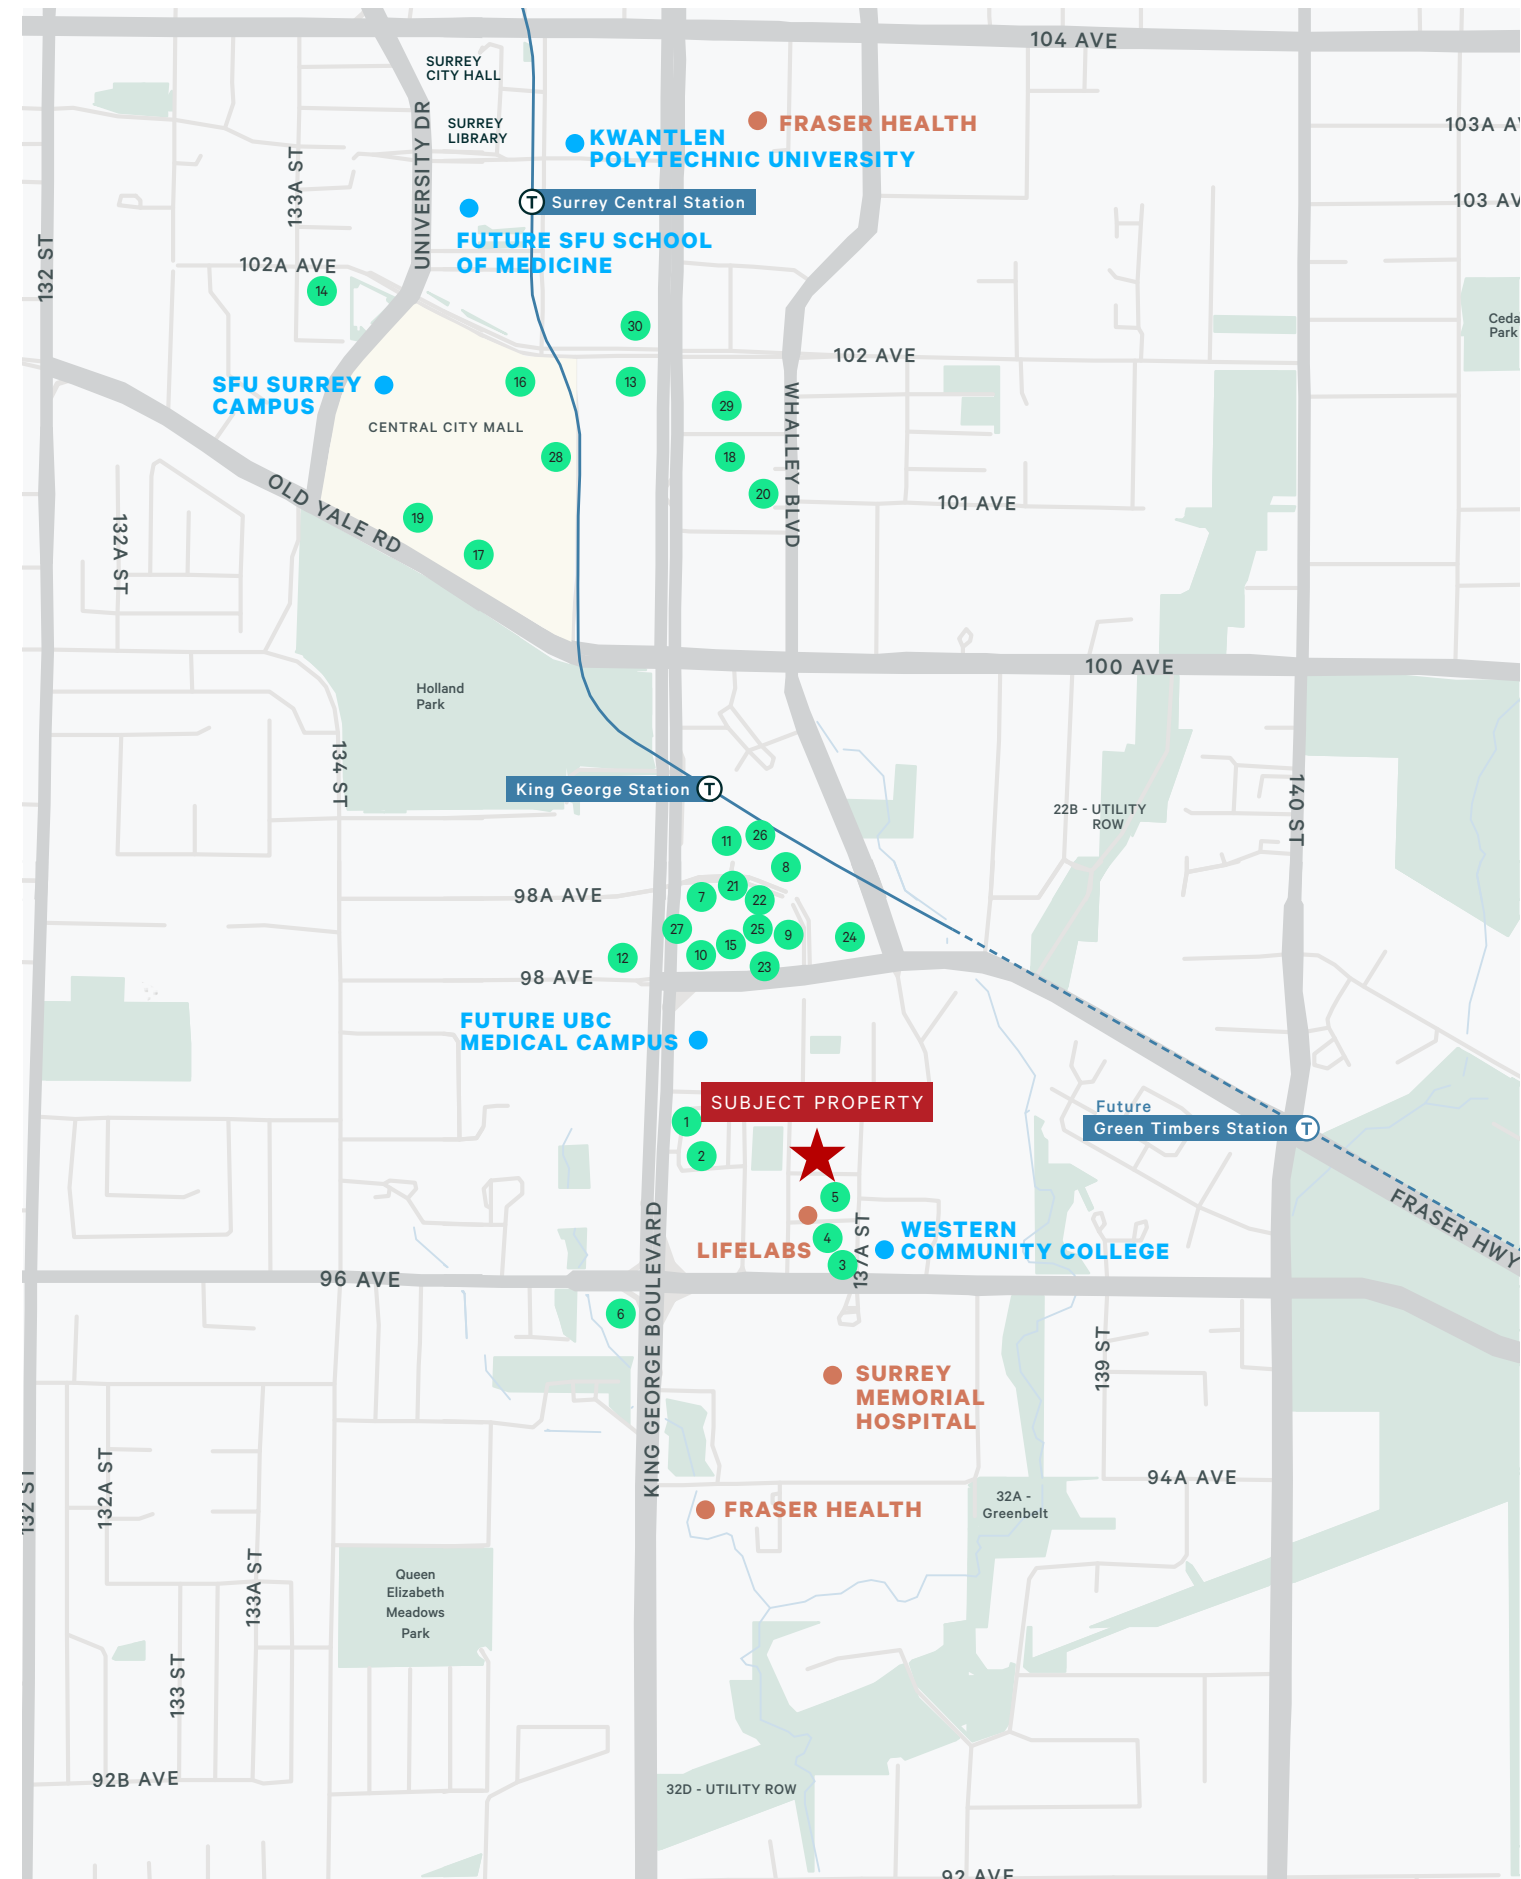 104 AVE
SURREY
CITY HALL
SURREY
LIBRARY
KWANTLEN
POLYTECHNIC UNIVERSITY
FRASER HEALTH
103A AV
133A ST
UNIVERSITY DR
T Surrey Central Station
103 AV
132 ST
FUTURE SFU SCHOOL
OF MEDICINE
102A AVE
14
30
Ceda
Park
102 AVE
SFU SURREY
CAMPUS
16
13
29
CENTRAL CITY MALL
WHALLEY BLVD
28
18
20
101 AVE
OLD YALE RD
19
17
132A ST
100 AVE
Holland
Park
134 ST
King George Station T
140 ST
22B - UTILITY
ROW
11
26
8
21
7
22
98A AVE
27
25
9
24
15
10
12
23
98 AVE
FUTURE UBC
MEDICAL CAMPUS
SUBJECT PROPERTY
1
2
Future
Green Timbers Station T
5
FRASER HWY
4
LIFELABS
3
137A ST
WESTERN
COMMUNITY COLLEGE
96 AVE
KING GEORGE BOULEVARD
6
139 ST
SURREY
MEMORIAL
HOSPITAL
132 ST
132A ST
94A AVE
FRASER HEALTH
32A -
Greenbelt
133A ST
Queen
Elizabeth
Meadows
Park
133 ST
92B AVE
32D - UTILITY ROW
92 AVE